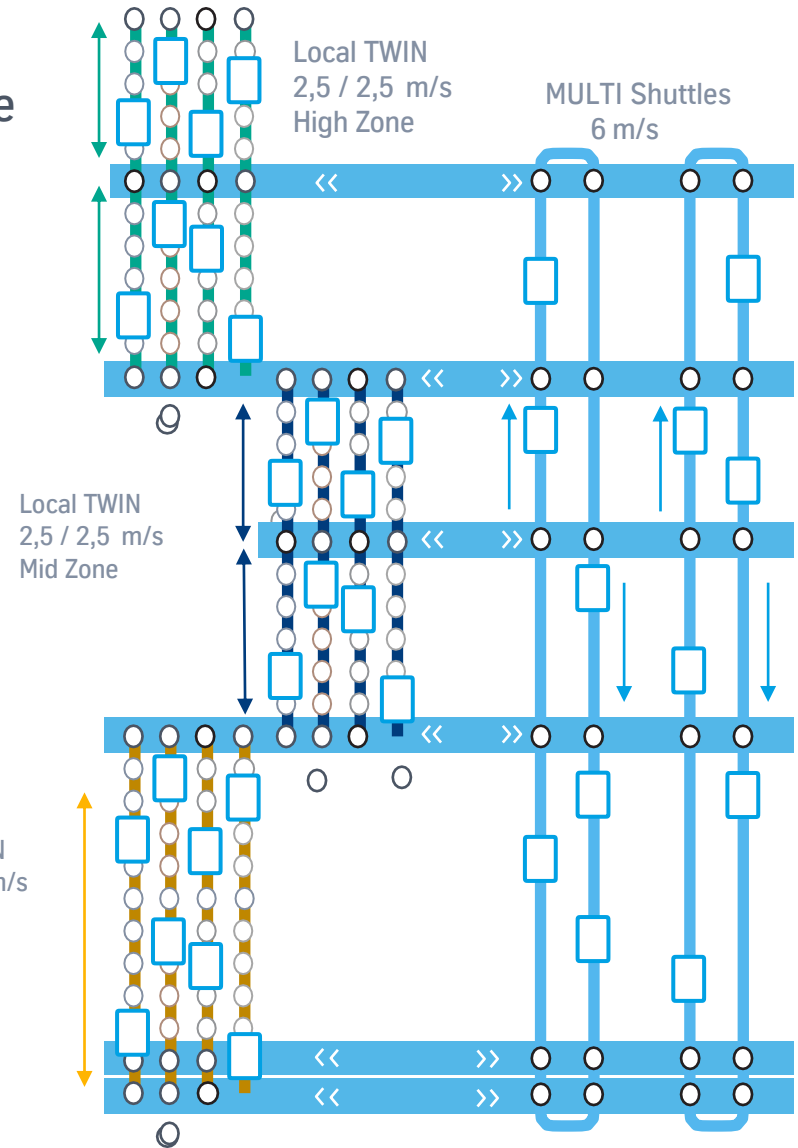 e
Local TWIN
2,5 / 2,5 m/s
High Zone
MULTI Shuttles
6 m/s
Local TWIN
2,5 / 2,5 m/s
Mid Zone
N
m/s